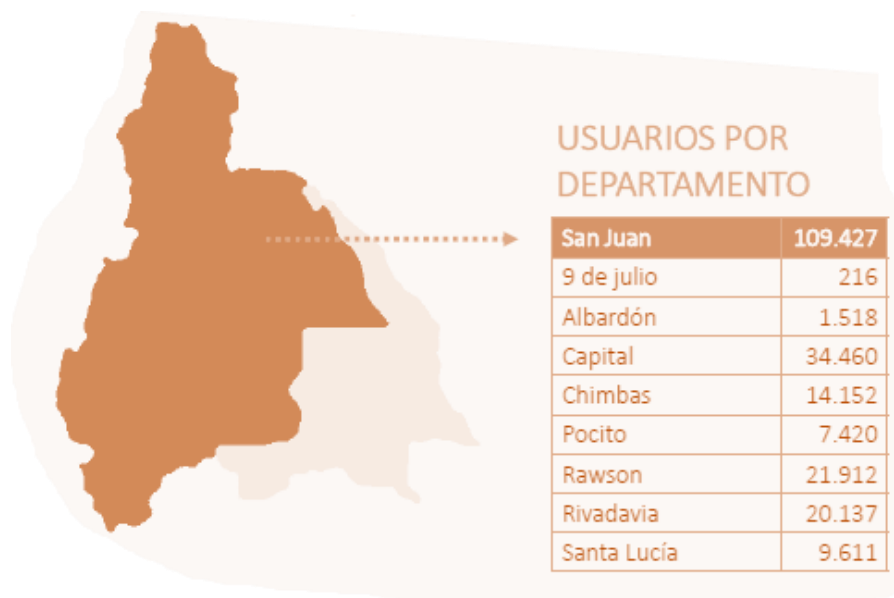 USUARIOS POR
DEPARTAMENTO
San Juan 109.427
9 de julio 216
Albardón 1.518
Capital 34.460
Chimbas 14.152
Pocito 7.420
Rawson 21.912
Rivadavia 20.137
Santa Lucía 9.611